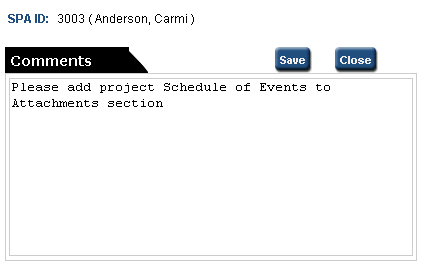 SPA ID: 3003 ( Anderson, Carmi )
Comments Save Close
Please add project Schedule of Events to
Attachments section